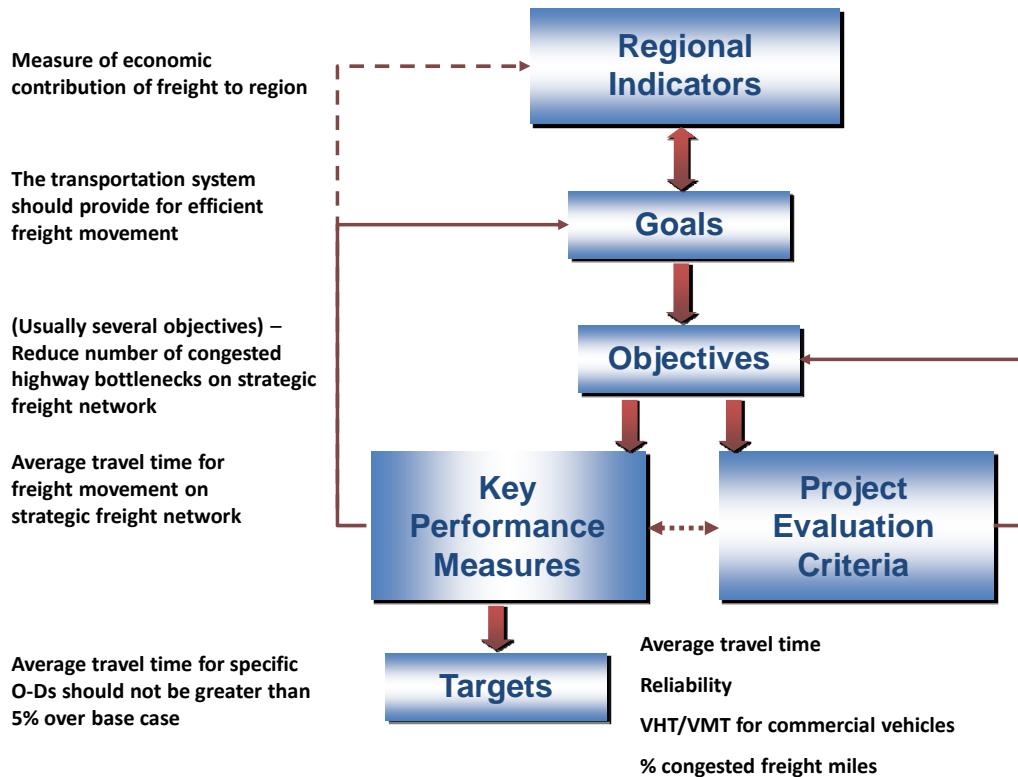 Measure of economic
contribution of freight to region
Regional
Indicators
The transportation system
should provide for efficient
freight movement
Goals
(Usually several objectives) –
Reduce number of congested
highway bottlenecks on strategic
freight network
Objectives
Average travel time for
freight movement on
strategic freight network
Key
Performance
Measures
Project
Evaluation
Criteria
Average travel time for specific
O-Ds should not be greater than
5% over base case
Targets
Average travel time
Reliability
VHT/VMT for commercial vehicles
% congested freight miles